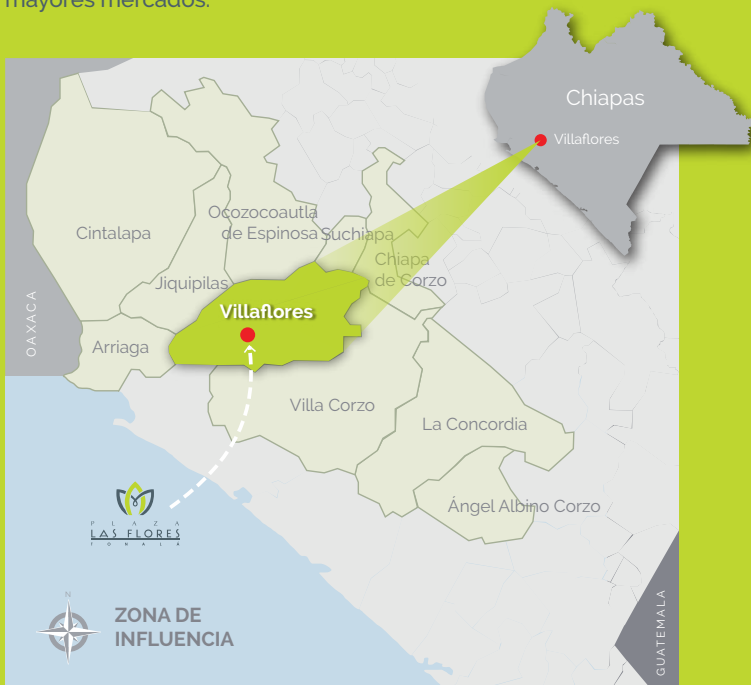 mayores mercados.
Chiapas
Villaflores
Cintalapa
Ocozocoautla
de Espinosa
Suchiapa
Chiapa
de Corzo
Jiquipilas
Villaflores
OAXACA
Arriaga
Villa Corzo
La Concordia
Ángel Albino Corzo
PLAZA
LAS FLORES
TONALÁ
N
ZONA DE
INFLUENCIA
GUATEMALA